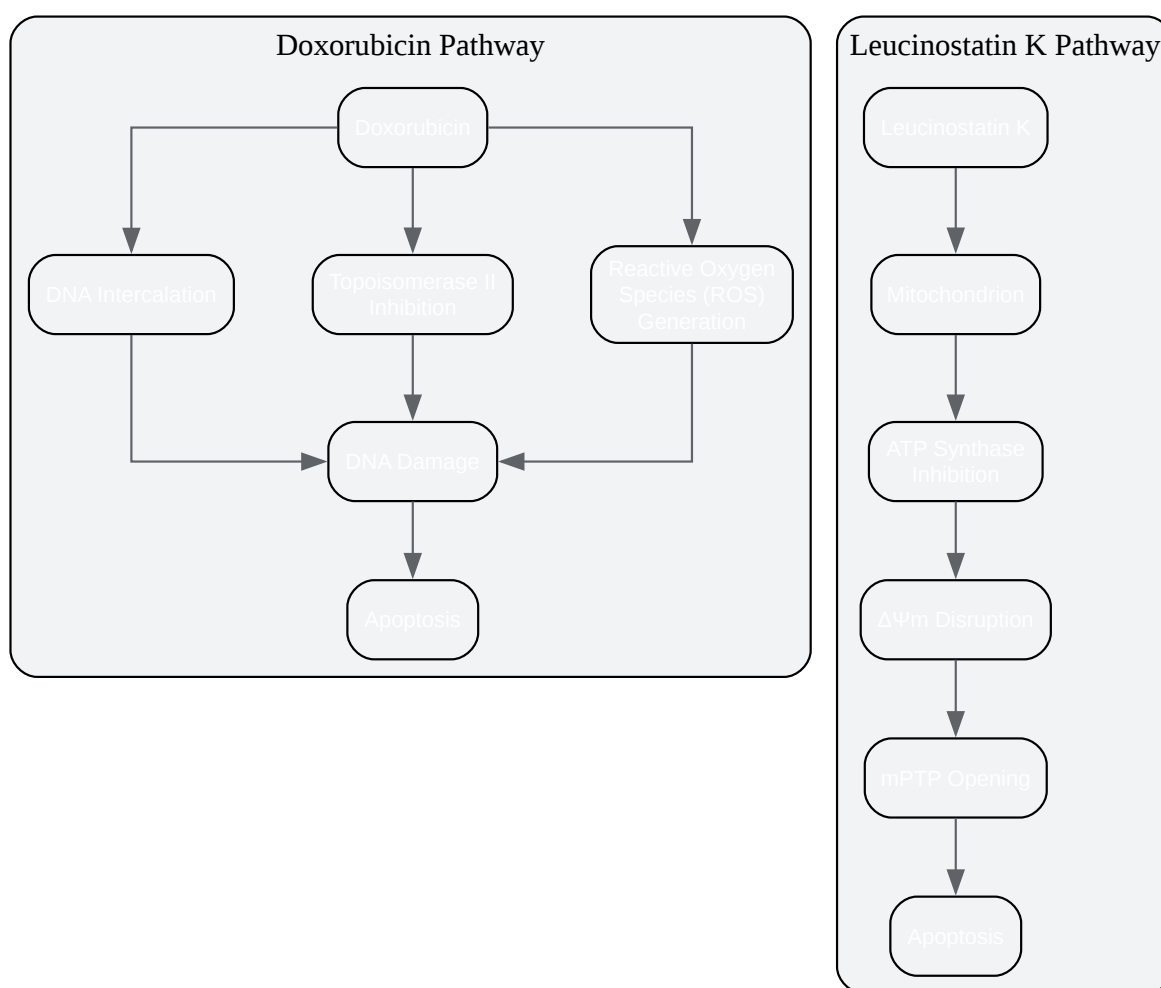 Doxorubicin Pathway
Doxorubicin
DNA Intercalation
Topoisomerase II
Inhibition
Reactive Oxygen
Species (ROS)
Generation
DNA Damage
Apoptosis
Leucinostatin K Pathway
Leucinostatin K
Mitochondrion
ATP Synthase
Inhibition
ΔΨm Disruption
mPTP Opening
Apoptosis